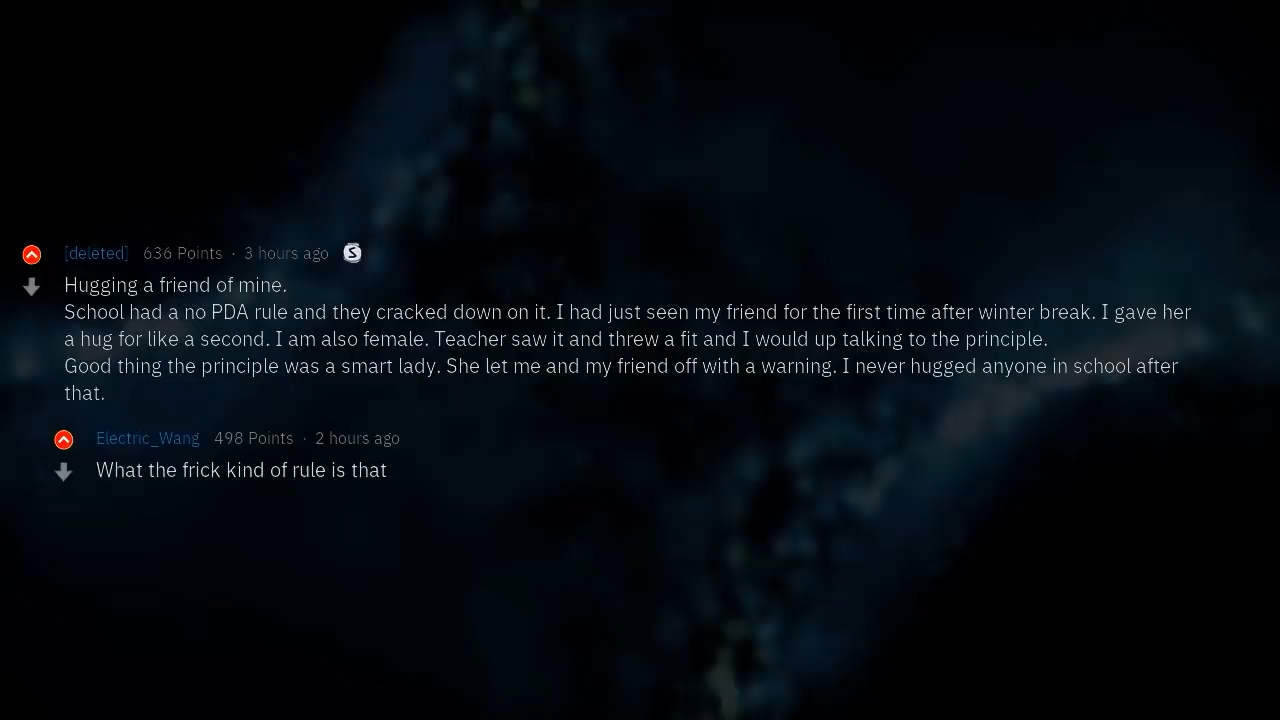 [deleted] 636 Points · 3 hours ago S
Hugging a friend of mine.
School had a no PDA rule and they cracked down on it. I had just seen my friend for the first time after winter break. I gave her
a hug for like a second. I am also female. Teacher saw it and threw a fit and I would up talking to the principle.
Good thing the principle was a smart lady. She let me and my friend off with a warning. I never hugged anyone in school after
that.
Electric_Wang 498 Points · 2 hours ago
What the frick kind of rule is that